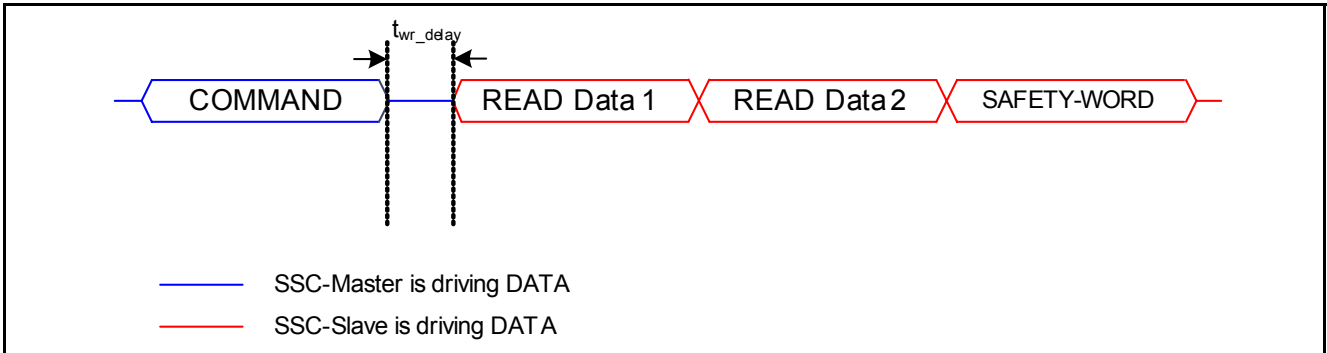 twr_delay
COMMAND READ Data 1 READ Data 2 SAFETY-WORD
SSC-Master is driving DATA
SSC-Slave is driving DATA